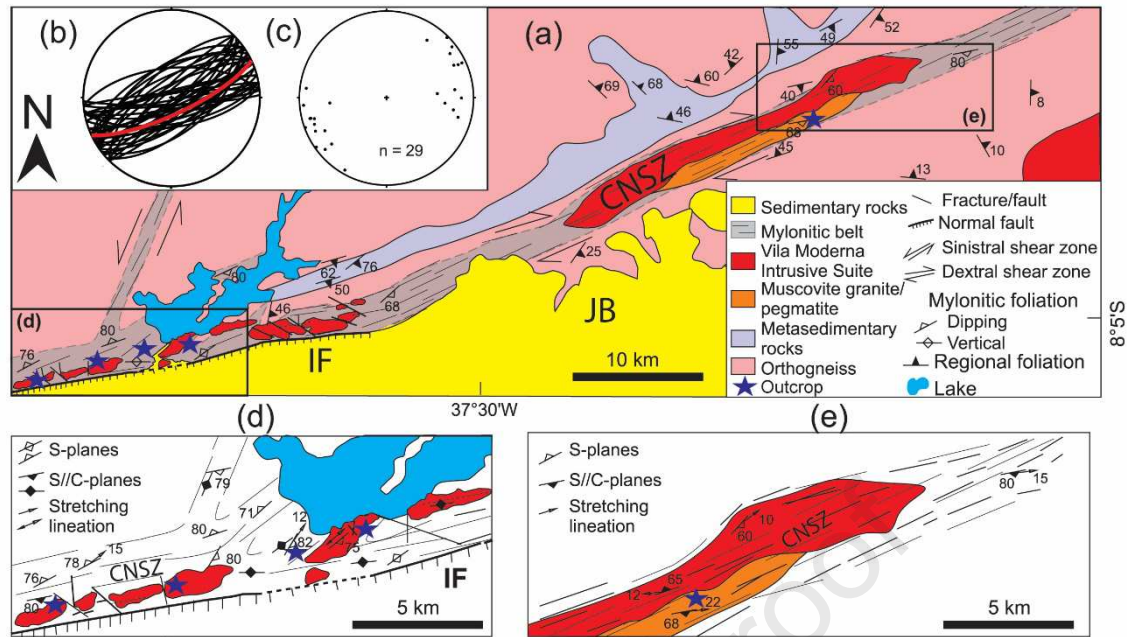 (b)
(c)
(a)
N
n = 29
52
49
55
42
60
68
69
46
80
40
60
68
45
(e)
8
10
13
CNSZ
25
JB
62
76
50
80
46
68
80
76
(d)
IF
10 km
37°30'W
8°5'S
Sedimentary rocks
Mylonitic belt
Vila Moderna
Intrusive Suite
Muscovite granite/
pegmatite
Metasedimentary
rocks
Orthogneiss
Outcrop
Fracture/fault
Normal fault
Sinistral shear zone
Dextral shear zone
Mylonitic foliation
Dipping
Vertical
Regional foliation
Lake
(d)
S-planes
S//C-planes
Stretching
lineation
79
71
12
82
75
80
80
15
78
76
80
CNSZ
IF
5 km
(e)
S-planes
S//C-planes
Stretching
lineation
80
15
10
60
CNSZ
65
12
22
68
5 km